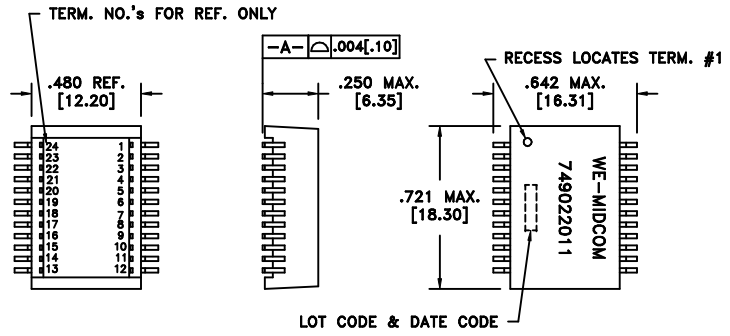 TERM. NO.'s FOR REF. ONLY
-A- ⌓ .004[.10]
RECESS LOCATES TERM. #1
.480 REF.
[12.20]
.250 MAX.
[6.35]
.642 MAX.
[16.31]
24 1
23 2
22 3
21 4
20 5
19 6
18 7
17 8
16 9
15 10
14 11
13 12
.721 MAX.
[18.30]
WE-MIDCOM
749022011
LOT CODE & DATE CODE